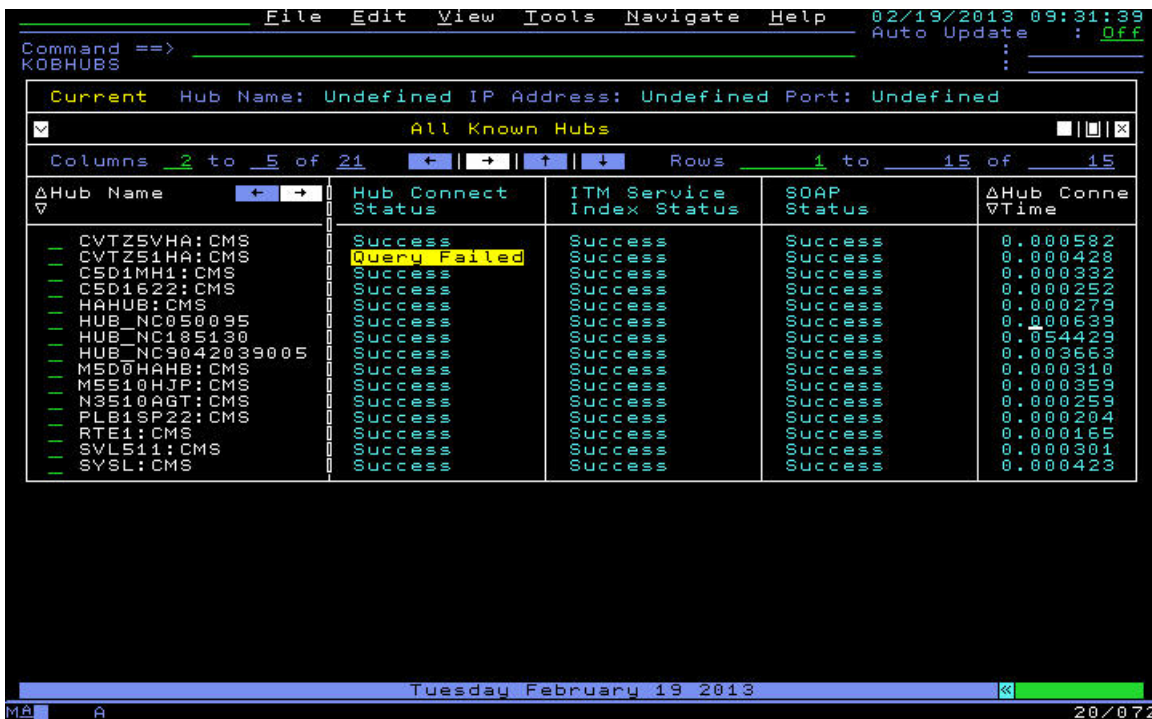 File Edit View Tools Navigate Help 02/19/2013 09:31:39
Auto Update : Off
Command ==> :
KOBHUBS :
Current Hub Name: Undefined IP Address: Undefined Port: Undefined
All Known Hubs
Columns 2 to 5 of 21 ← | → | ↑ | ↓ Rows 1 to 15 of 15
△Hub Name ← → Hub Connect ITM Service SOAP △Hub Conne
▽ Status Index Status Status ▽Time
_ CVTZ5VHA:CMS Success Success Success 0.000582
_ CVTZ51HA:CMS Query Failed Success Success 0.000428
_ C5D1MH1:CMS Success Success Success 0.000332
_ C5D1622:CMS Success Success Success 0.000252
_ HAHUB:CMS Success Success Success 0.000279
_ HUB_NC050095 Success Success Success 0.000639
_ HUB_NC185130 Success Success Success 0.054429
_ HUB_NC9042039005 Success Success Success 0.003663
_ M5D0HAHB:CMS Success Success Success 0.000310
_ M5510HJP:CMS Success Success Success 0.000359
_ N3510AGT:CMS Success Success Success 0.000259
_ PLB1SP22:CMS Success Success Success 0.000204
_ RTE1:CMS Success Success Success 0.000165
_ SVL511:CMS Success Success Success 0.000301
_ SYSL:CMS Success Success Success 0.000423
Tuesday February 19 2013 «
MA A 20/072